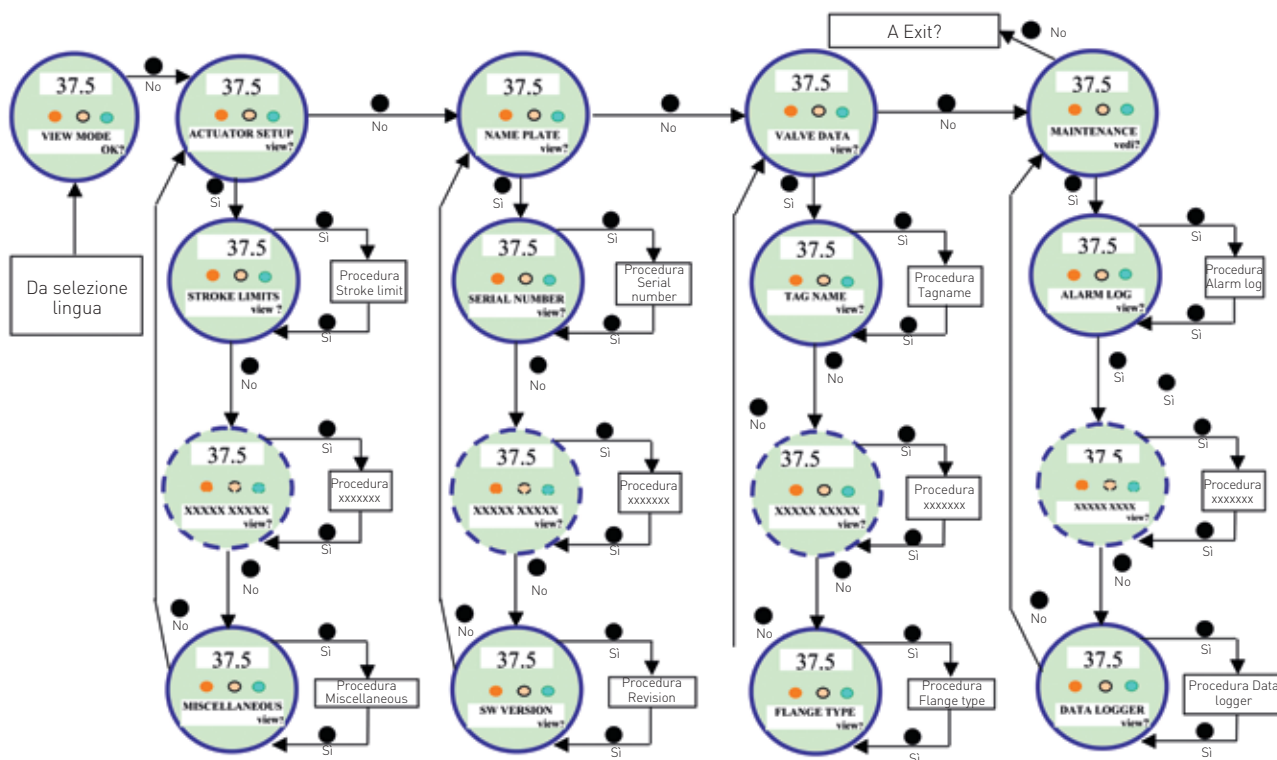 A Exit?
No
37.5
VIEW MODE
OK?
No
37.5
ACTUATOR SETUP
view?
No
37.5
NAME PLATE
view?
No
37.5
VALVE DATA
view?
No
37.5
MAINTENANCE
vedi?
Da selezione
lingua
Sì
37.5
STROKE LIMITS
view ?
Sì
Procedura
Stroke limit
Sì
No
37.5
XXXXX XXXXX
view?
Sì
Procedura
xxxxxxx
Sì
No
No
37.5
MISCELLANEOUS
view?
Sì
Procedura
Miscellaneous
Sì
Sì
37.5
SERIAL NUMBER
view?
Sì
Procedura
Serial
number
Sì
No
37.5
XXXXX XXXXX
view?
Sì
Procedura
xxxxxxx
Sì
No
No
37.5
SW VERSION
view?
Sì
Procedura
Revision
Sì
Sì
37.5
TAG NAME
view?
Sì
Procedura
Tagname
Sì
No
No
37.5
XXXXX XXXXX
view?
Sì
Procedura
xxxxxxx
Sì
No
No
37.5
FLANGE TYPE
view?
Sì
Procedura
Flange type
Sì
Sì
37.5
ALARM LOG
view?
Sì
Procedura
Alarm log
Sì
Sì
Sì
37.5
XXXXX XXXX
view?
Sì
Procedura
xxxxxxx
Sì
No
No
37.5
DATA LOGGER
view?
Sì
Procedura Data
logger
Sì